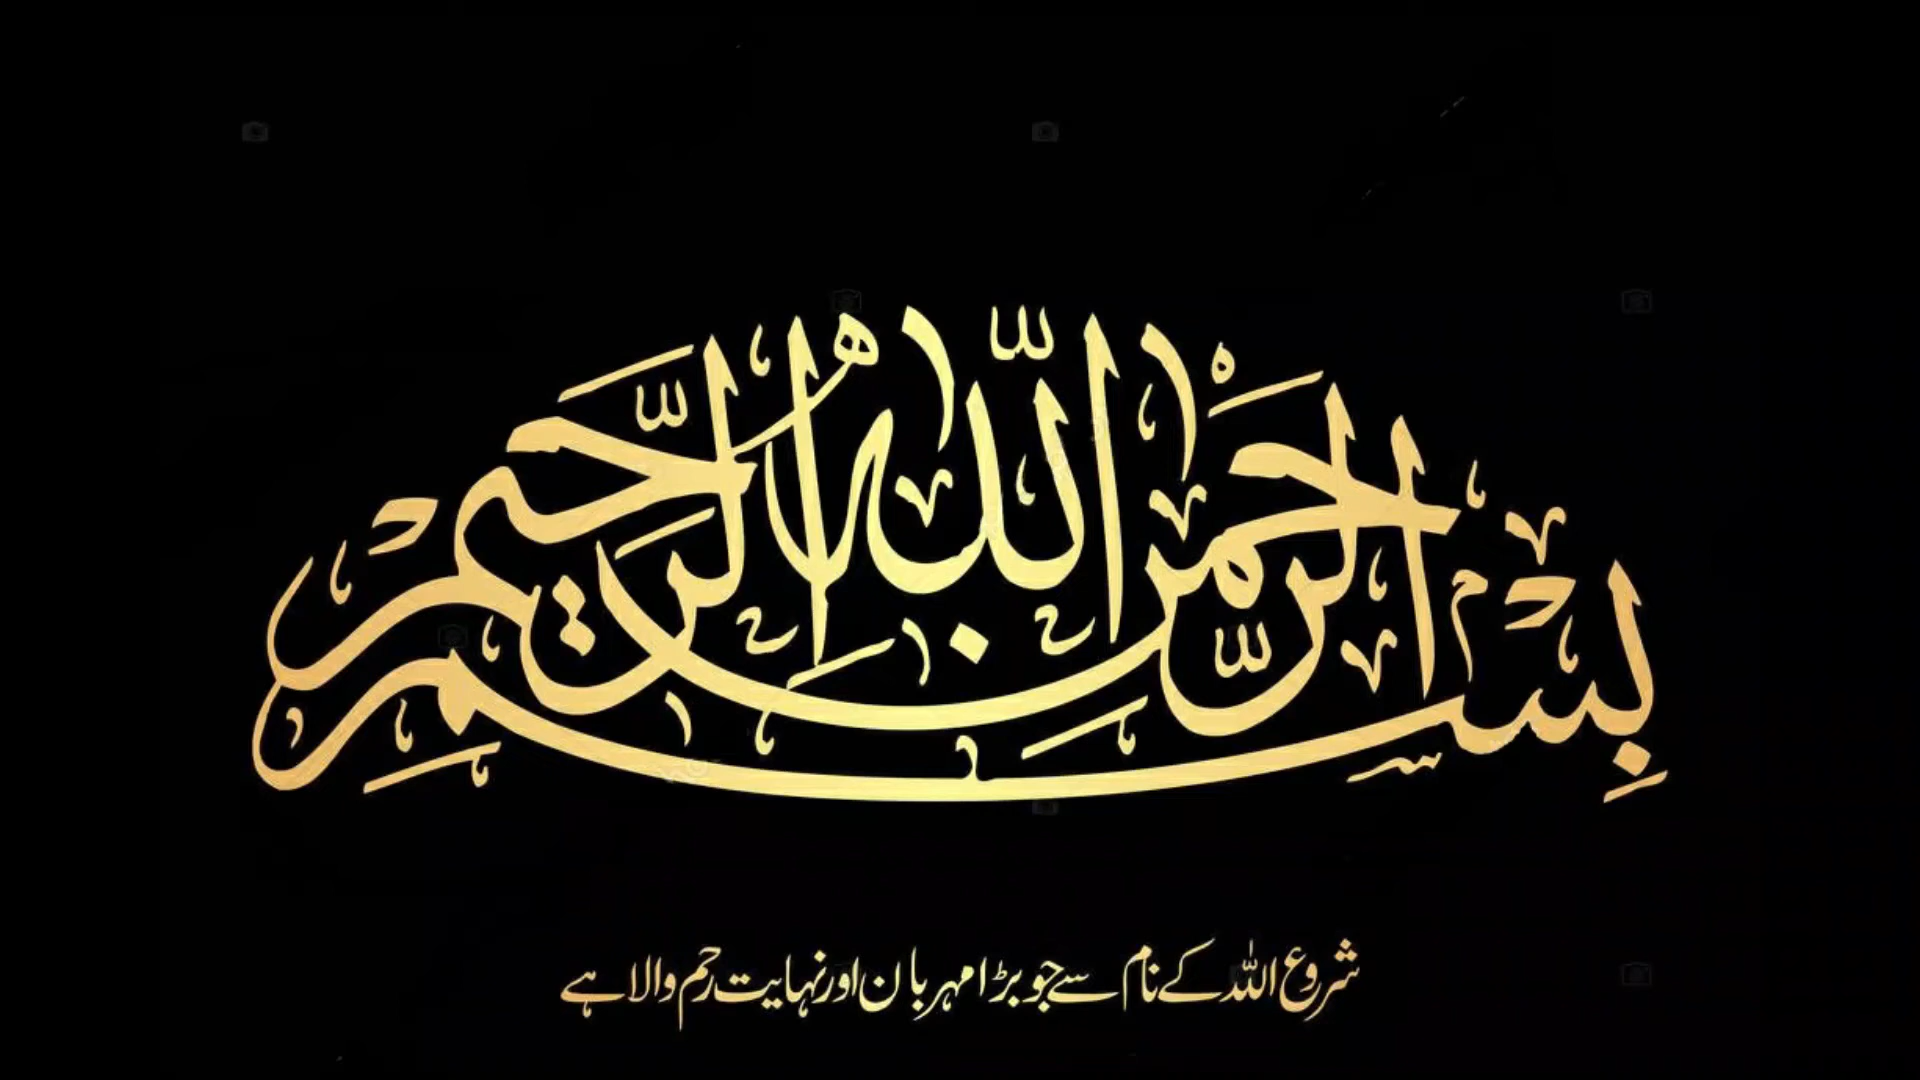 بِسْمِ اللّٰهِ الرَّحْمٰنِ الرَّحِيْمِ
شروع اللہ کے نام سے جو بڑا مہربان اور نہایت رحم والا ہے